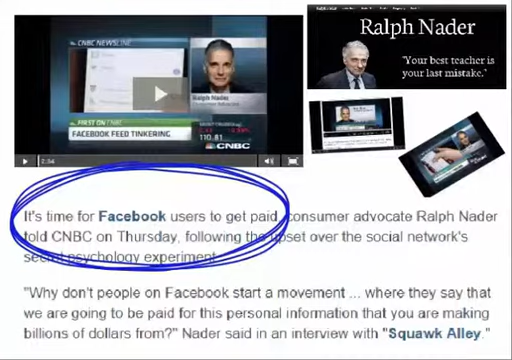 CNBC NEWSLINE
Ralph Nader
FIRST ON CNBC
FACEBOOK FEED TINKERING
110.81
CNBC
2:54
Ralph Nader
"Your best teacher is
your last mistake."
It's time for Facebook users to get paid, consumer advocate Ralph Nader
told CNBC on Thursday, following the upset over the social network's
secret psychology experiment.
"Why don't people on Facebook start a movement ... where they say that
we are going to be paid for this personal information that you are making
billions of dollars from?" Nader said in an interview with "Squawk Alley."